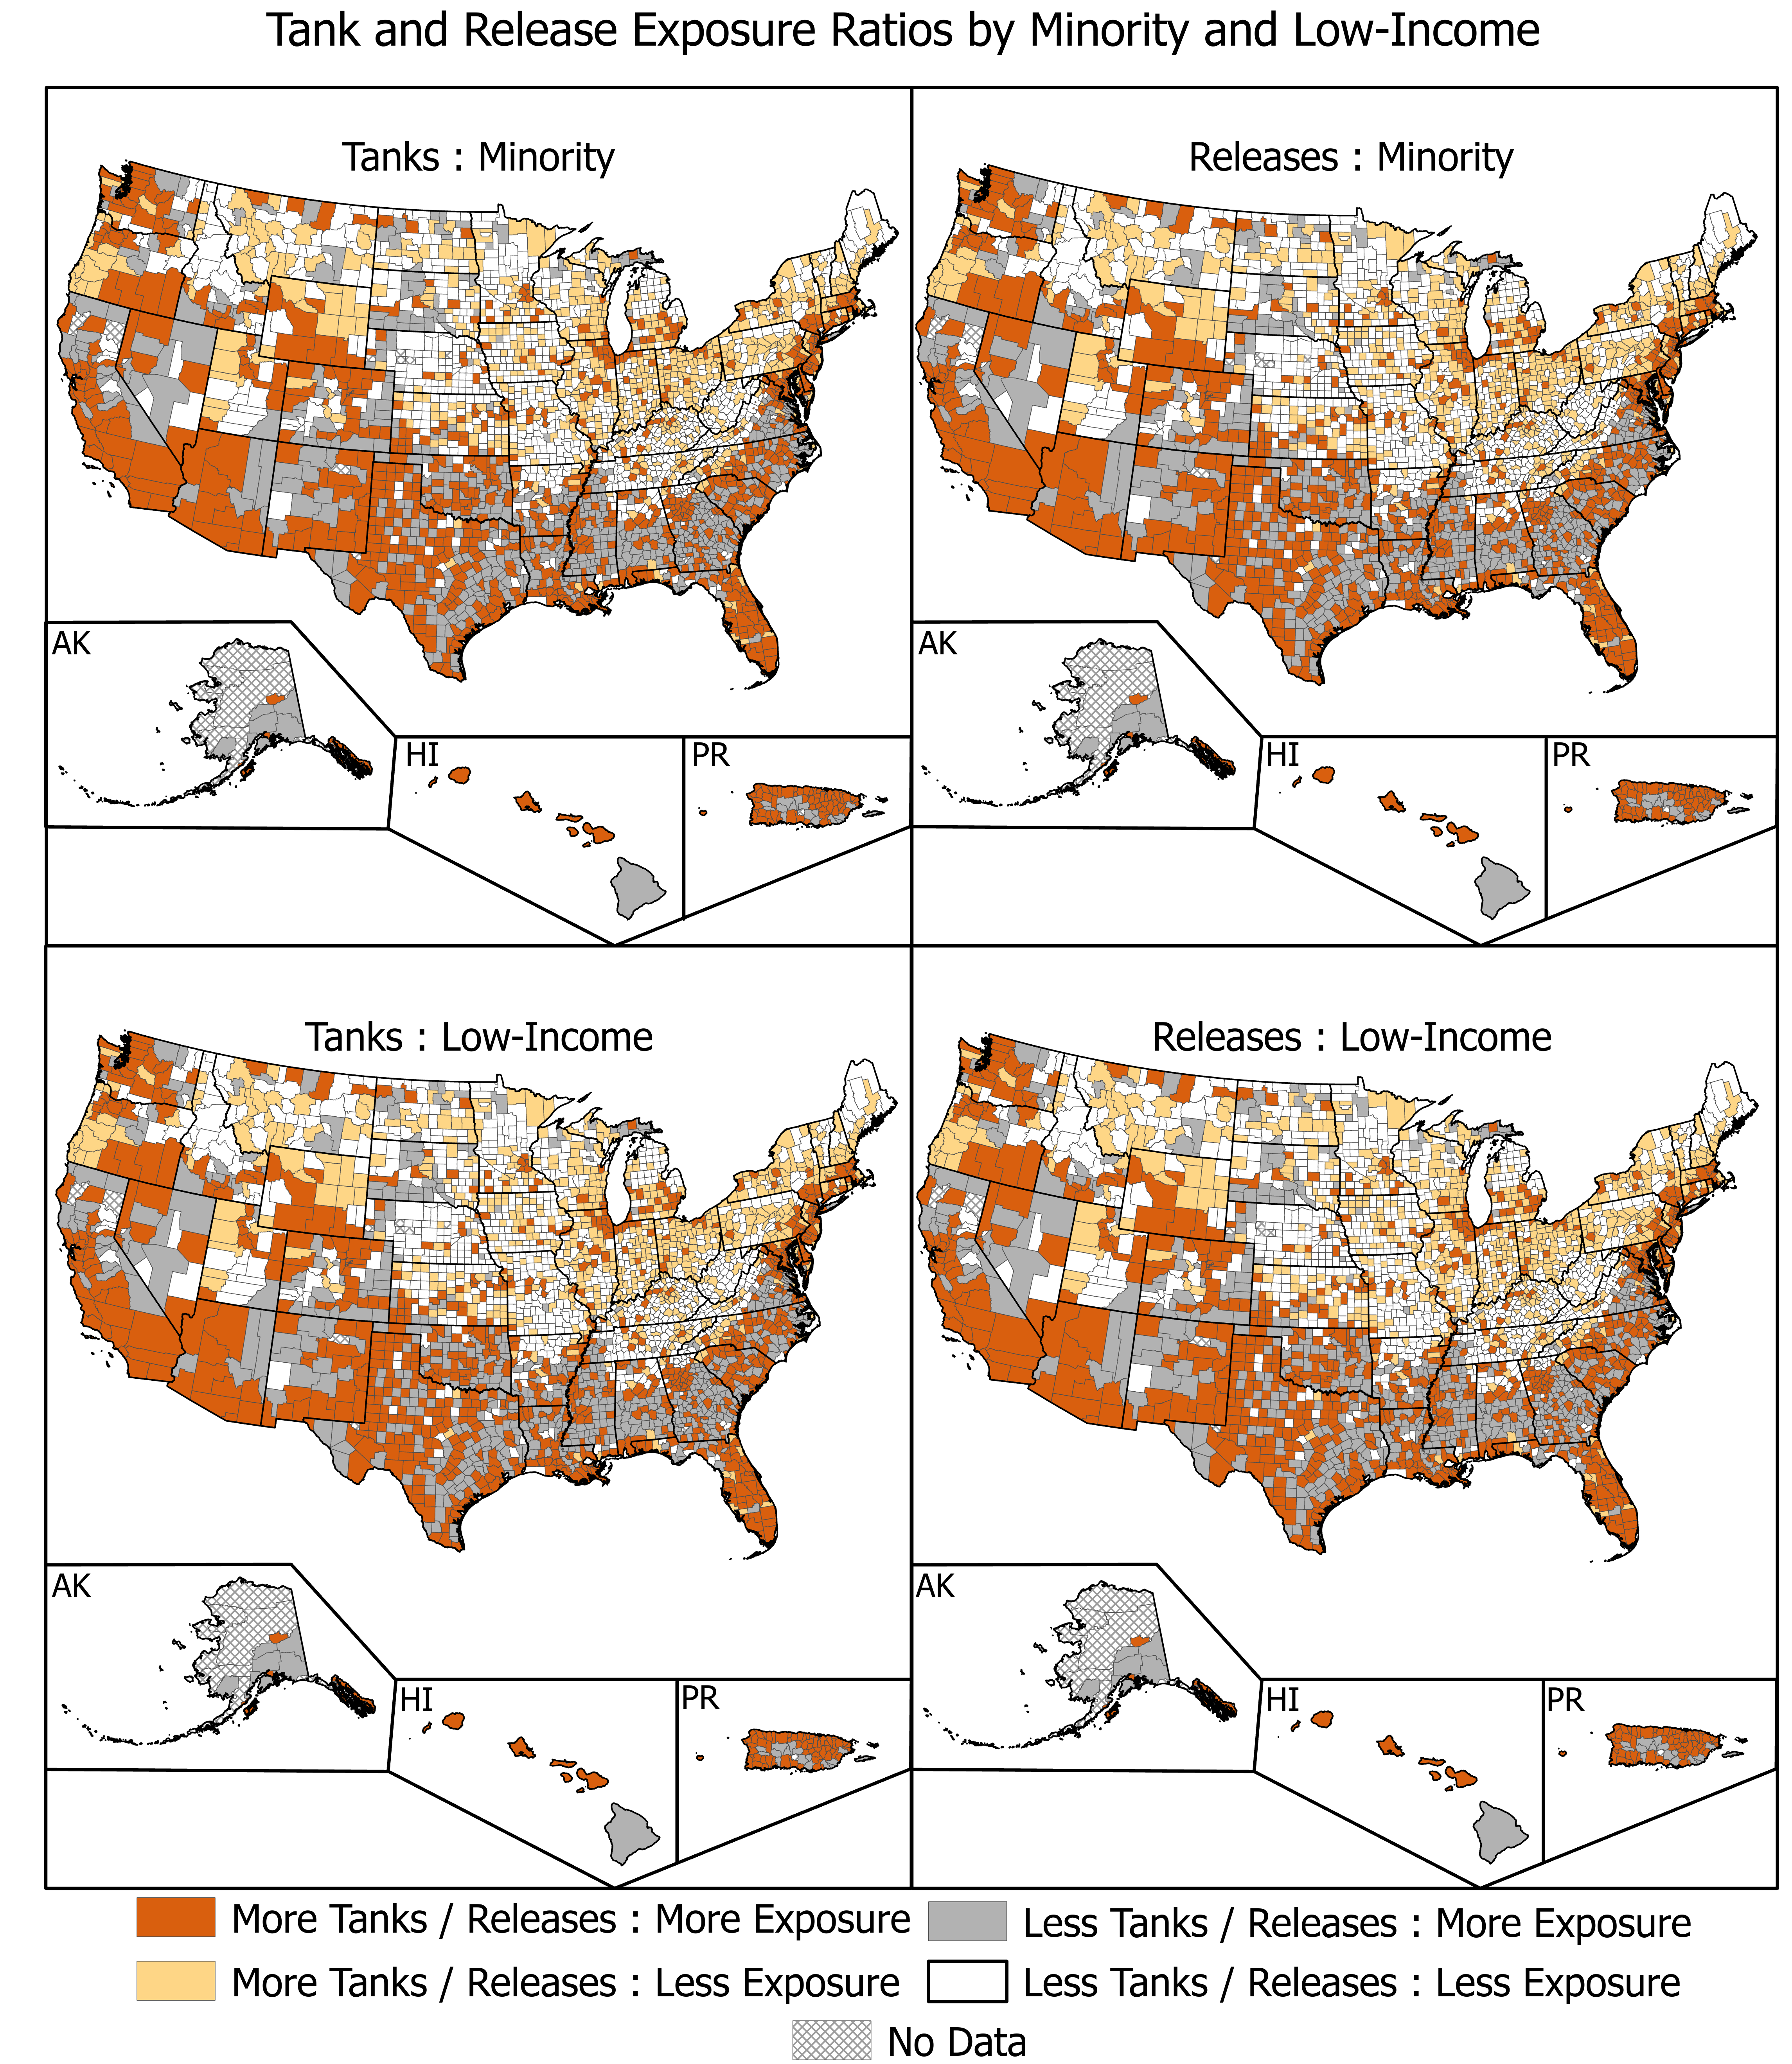 Tank and Release Exposure Ratios by Minority and Low-Income
Tanks : Minority
Releases : Minority
AK
HI
PR
AK
HI
PR
Tanks : Low-Income
Releases : Low-Income
AK
HI
PR
AK
HI
PR
More Tanks / Releases : More Exposure
Less Tanks / Releases : More Exposure
More Tanks / Releases : Less Exposure
Less Tanks / Releases : Less Exposure
No Data